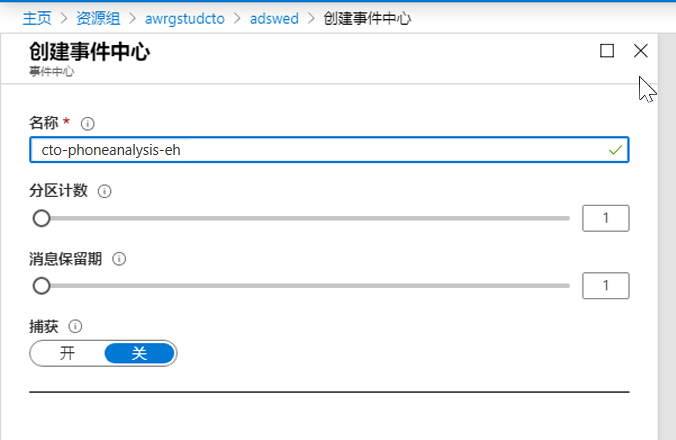 主页 > 资源组 > awrgstudcto > adswed > 创建事件中心
创建事件中心
事件中心
名称 *
cto-phoneanalysis-eh
分区计数
1
消息保留期
1
捕获
开 关